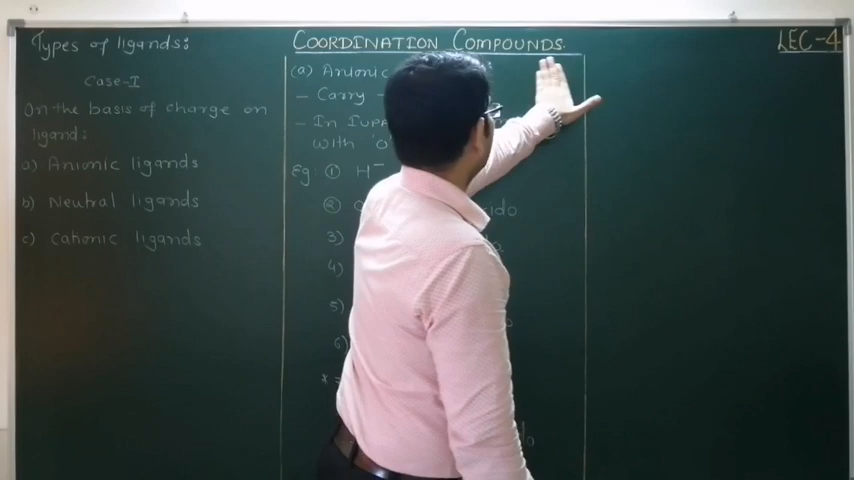 COORDINATION COMPOUNDS.
LEC-4
Types of ligands:
Case-I
On the basis of charge on
ligand:
a) Anionic ligands
b) Neutral ligands
c) Cationic ligands
(a) Anionic
- Carry -
- In IUPA
with 'o'
Eg: ① H⁻
②
3)
4)
5)
6)
*